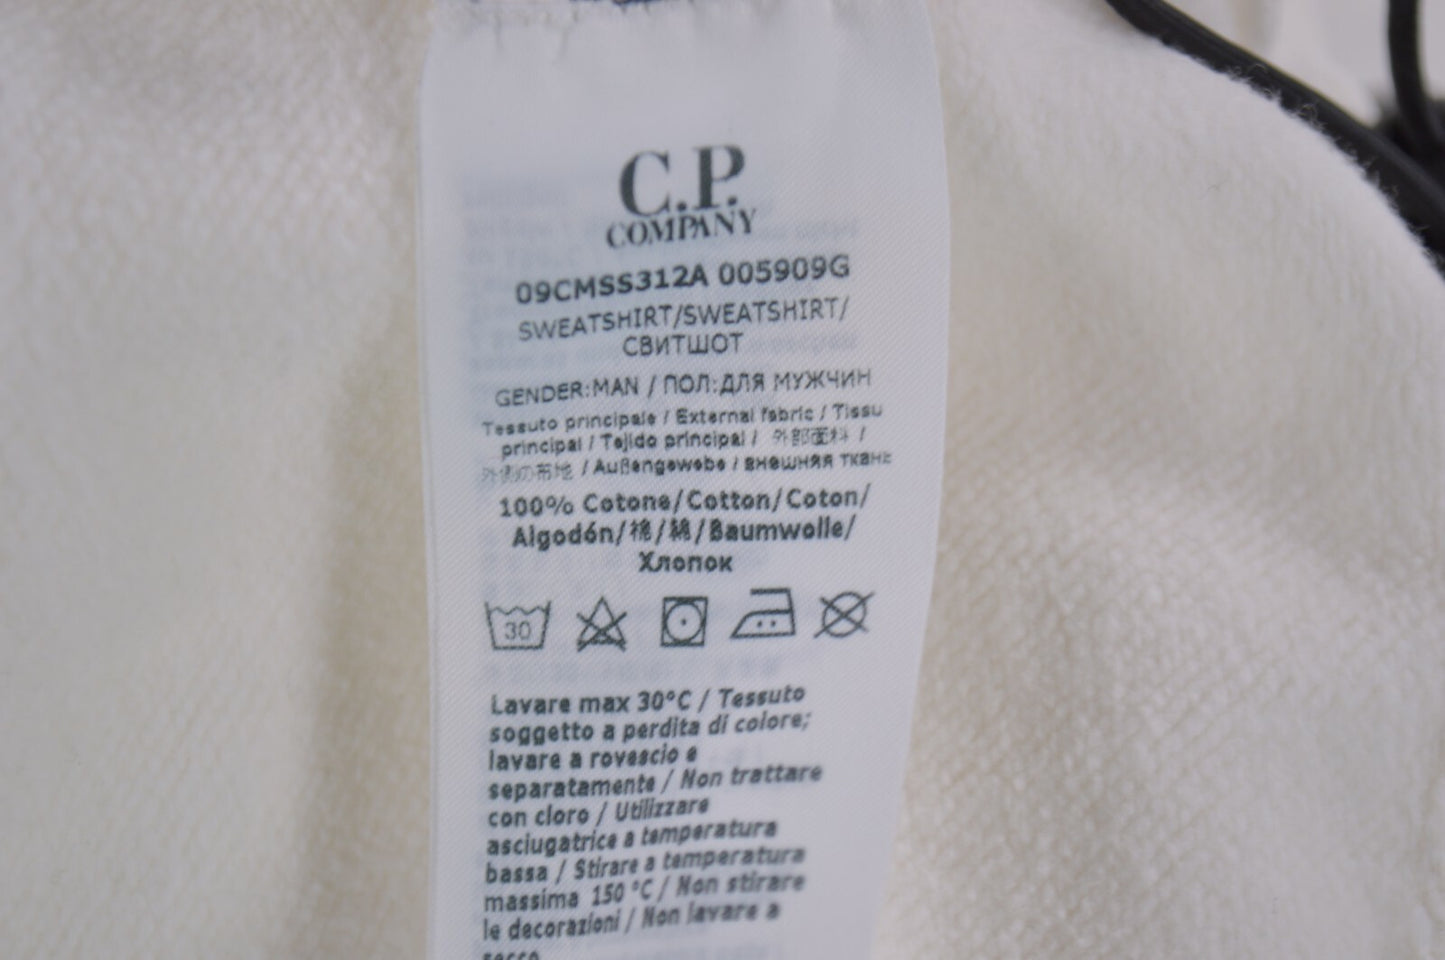 C.P.
COMPANY
09CMSS312A 005909G
SWEATSHIRT/SWEATSHIRT/
СВИТШОТ
GENDER:MAN / ПОЛ:ДЛЯ МУЖЧИН
Tessuto principale / External fabric / Tissu
principal / Tejido principal / 外部面料 /
外側の布地 / Außengewebe / внешняя ткань
100% Cotone/Cotton/Coton/
Algodón/棉/綿/Baumwolle/
Хлопок
30
Lavare max 30°C / Tessuto
soggetto a perdita di colore;
lavare a rovescio e
separatamente / Non trattare
con cloro / Utilizzare
asciugatrice a temperatura
bassa / Stirare a temperatura
massima 150 °C / Non stirare
le decorazioni / Non lavare a
secco